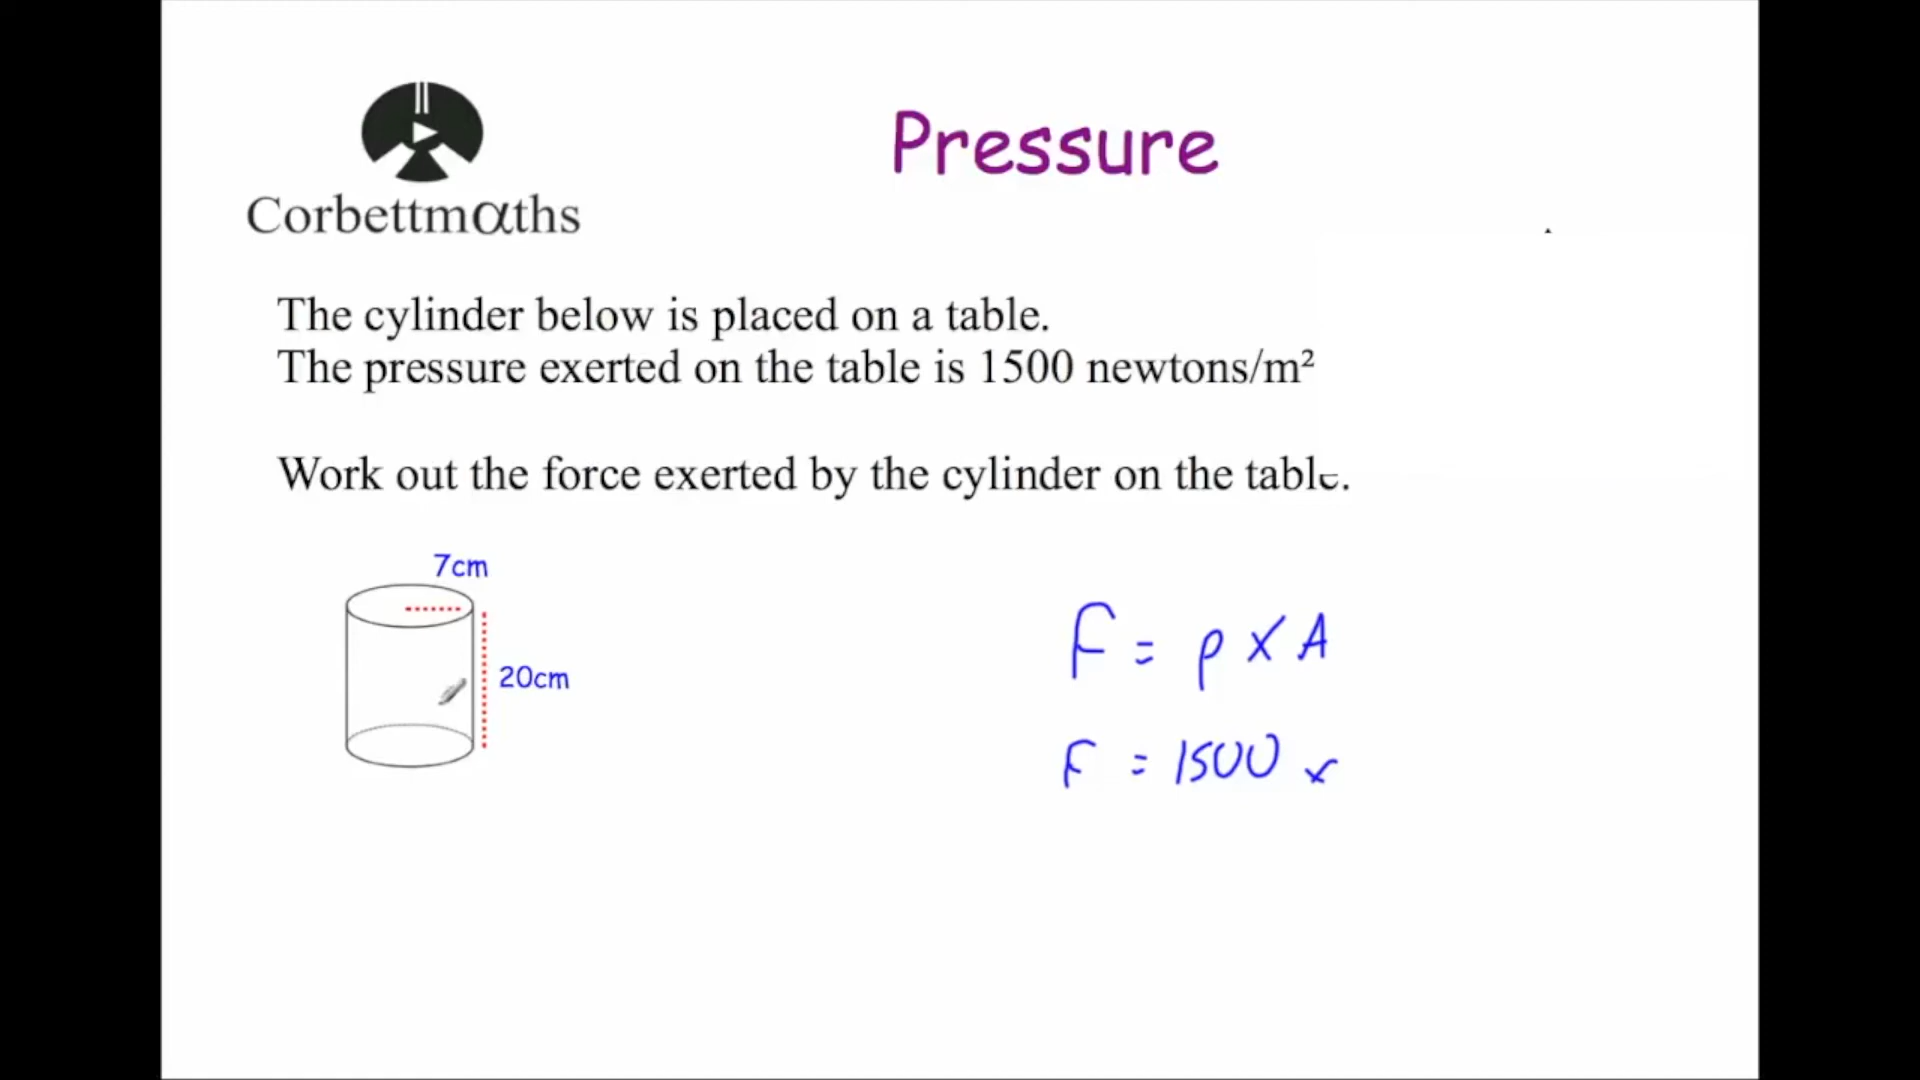 Pressure
Corbettmαths
The cylinder below is placed on a table.
The pressure exerted on the table is 1500 newtons/m²
Work out the force exerted by the cylinder on the table.
7cm
20cm
F = p x A
F = 1500 x